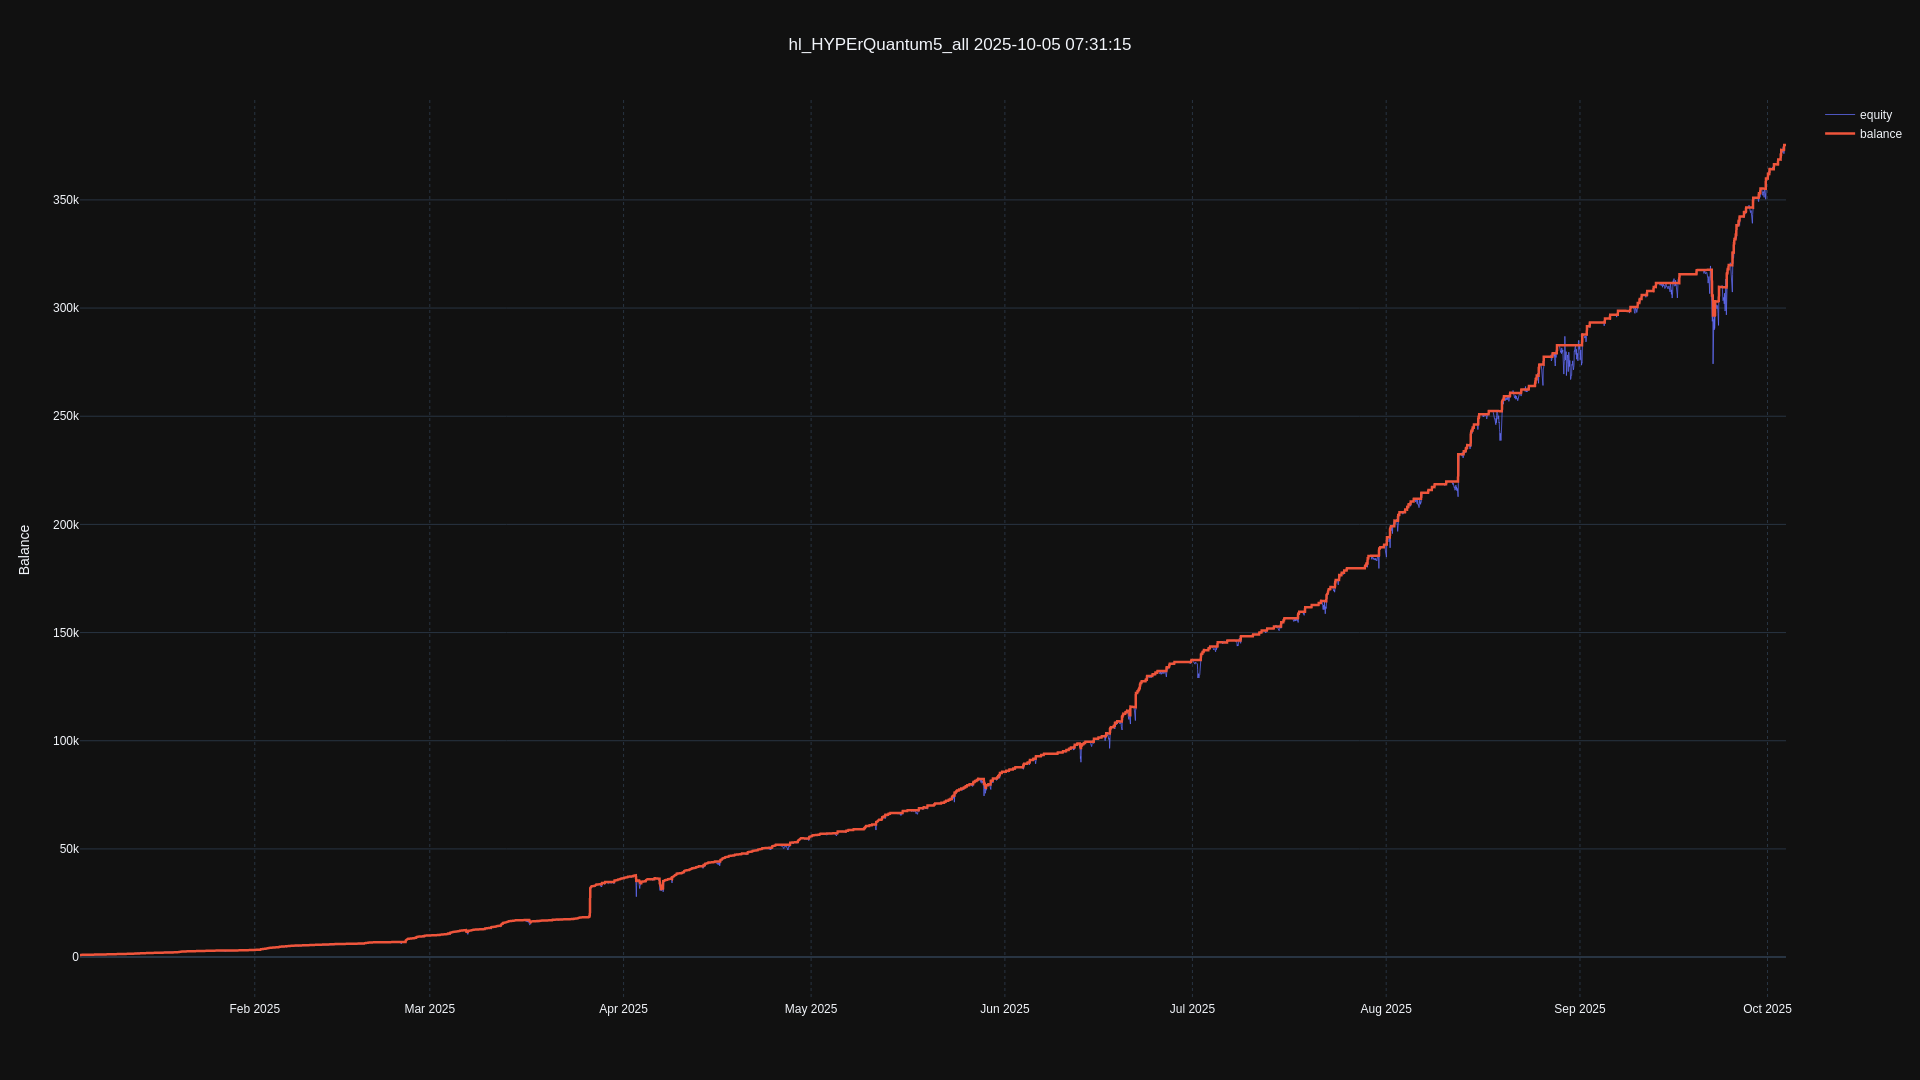 hl_HYPErQuantum5_all 2025-10-05 07:31:15
equity
balance
Balance
350k
300k
250k
200k
150k
100k
50k
0
Feb 2025
Mar 2025
Apr 2025
May 2025
Jun 2025
Jul 2025
Aug 2025
Sep 2025
Oct 2025